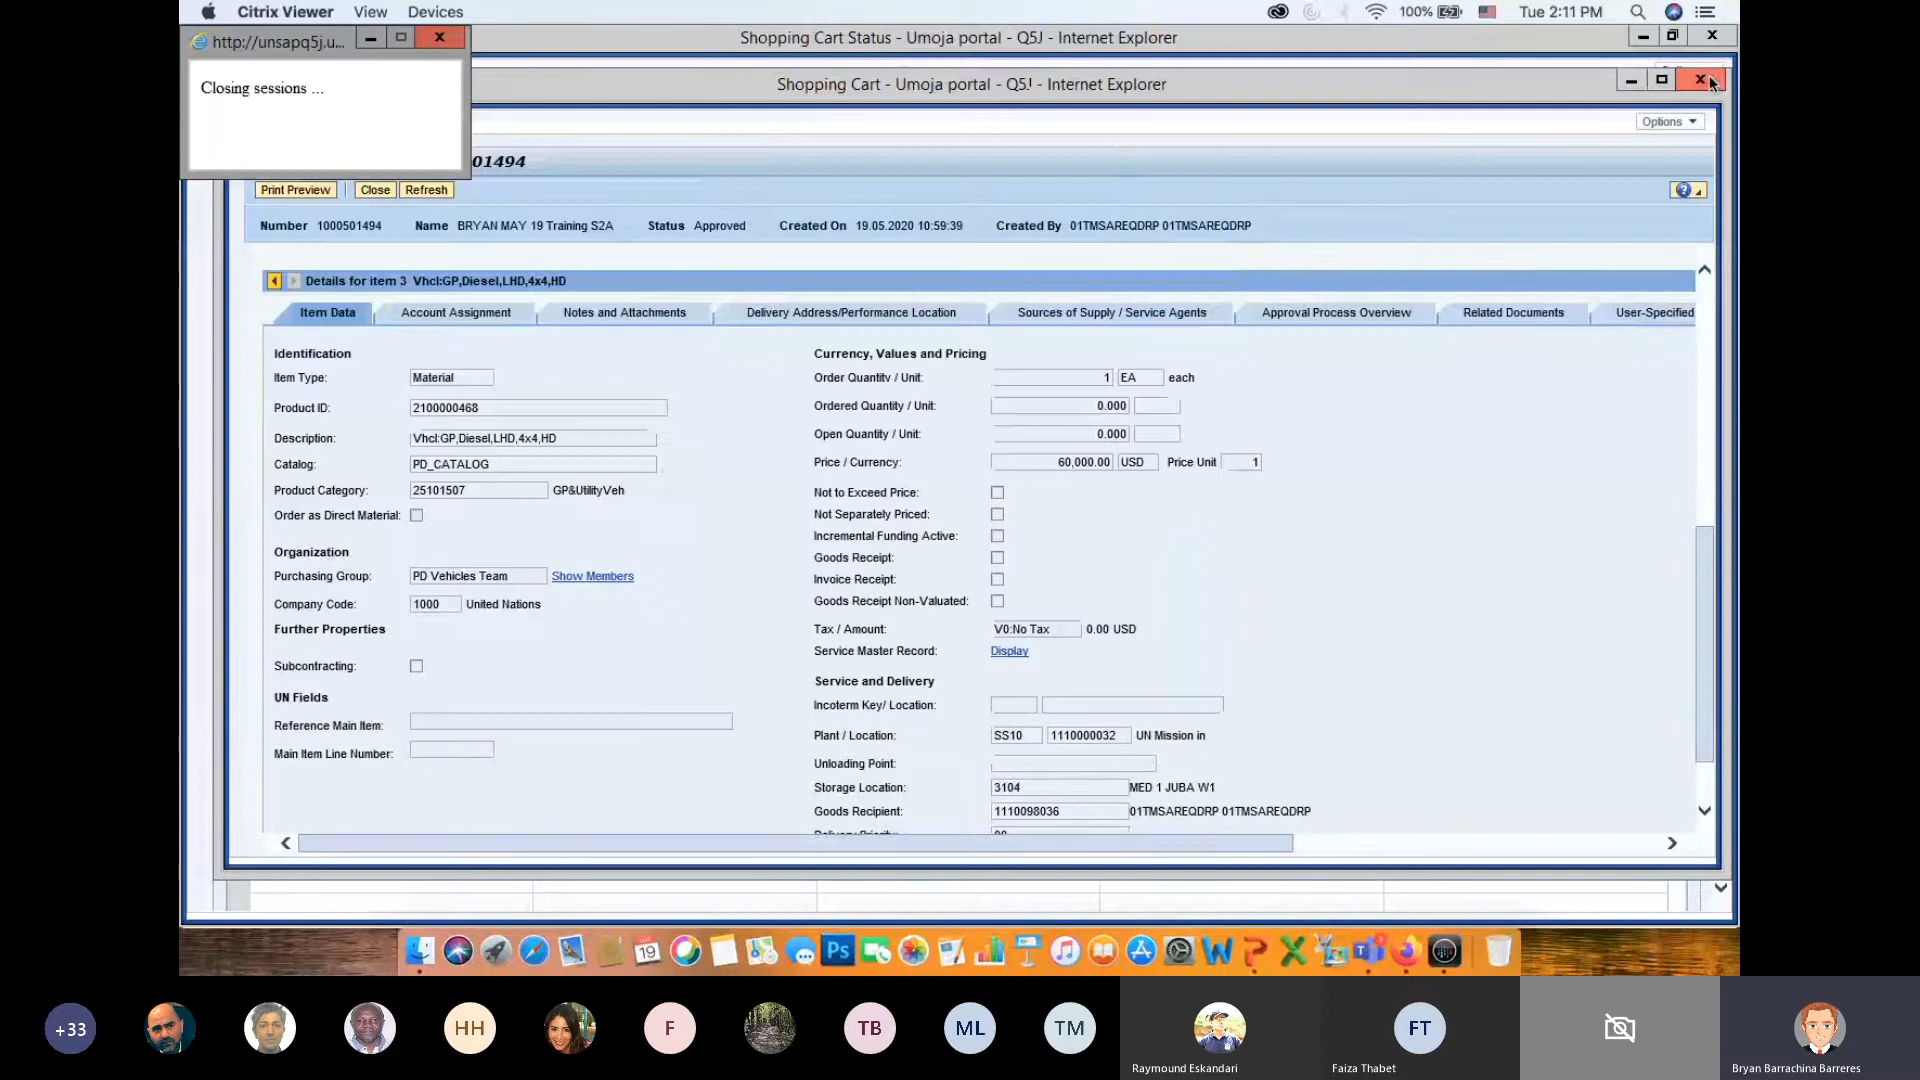 Citrix Viewer View Devices
100% Tue 2:11 PM
http://unsapq5j.u...
Shopping Cart Status - Umoja portal - Q5J - Internet Explorer
Closing sessions ...
Shopping Cart - Umoja portal - Q5J - Internet Explorer
Options
01494
Print Preview Close Refresh
Number 1000501494 Name BRYAN MAY 19 Training S2A Status Approved Created On 19.05.2020 10:59:39 Created By 01TMSAREQDRP 01TMSAREQDRP
Details for item 3 Vhcl:GP,Diesel,LHD,4x4,HD
Item Data Account Assignment Notes and Attachments Delivery Address/Performance Location Sources of Supply / Service Agents Approval Process Overview Related Documents User-Specified
Identification
Item Type: Material
Product ID: 2100000468
Description: Vhcl:GP,Diesel,LHD,4x4,HD
Catalog: PD_CATALOG
Product Category: 25101507 GP&UtilityVeh
Order as Direct Material:
Organization
Purchasing Group: PD Vehicles Team Show Members
Company Code: 1000 United Nations
Further Properties
Subcontracting:
UN Fields
Reference Main Item:
Main Item Line Number:
Currency, Values and Pricing
Order Quantity / Unit: 1 EA each
Ordered Quantity / Unit: 0.000
Open Quantity / Unit: 0.000
Price / Currency: 60,000.00 USD Price Unit 1
Not to Exceed Price:
Not Separately Priced:
Incremental Funding Active:
Goods Receipt:
Invoice Receipt:
Goods Receipt Non-Valuated:
Tax / Amount: V0:No Tax 0.00 USD
Service Master Record: Display
Service and Delivery
Incoterm Key/ Location:
Plant / Location: SS10 1110000032 UN Mission in
Unloading Point:
Storage Location: 3104 MED 1 JUBA W1
Goods Recipient: 1110098036 01TMSAREQDRP 01TMSAREQDRP
19
Ps
+33 HH F TB ML TM FT
Raymound Eskandari Faiza Thabet Bryan Barrachina Barreres